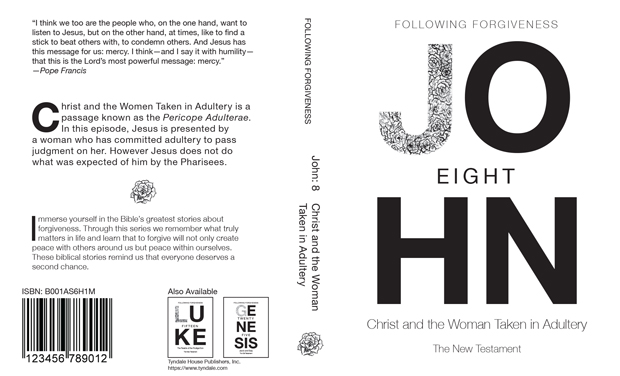 “I think we too are the people who, on the one hand, want to
listen to Jesus, but on the other hand, at times, like to find a
stick to beat others with, to condemn others. And Jesus has
this message for us: mercy. I think—and I say it with humility—
that this is the Lord’s most powerful message: mercy.”
—Pope Francis
Christ and the Women Taken in Adultery is a
passage known as the Pericope Adulterae.
In this episode, Jesus is presented by
a woman who has committed adultery to pass
judgment on her. However Jesus does not do
what was expected of him by the Pharisees.
Immerse yourself in the Bible’s greatest stories about
forgiveness. Through this series we remember what truly
matters in life and learn that to forgive will not only create
peace with others around us but peace within ourselves.
These biblical stories remind us that everyone deserves a
second chance.
ISBN: B001AS6H1M
123456 789012
Also Available
LU
FIFTEEN
KE
GE
TWENTY
NE
FIVE
SIS
Tyndale House Publishers, Inc.
https://www.tyndale.com
FOLLOWING FORGIVENESS
John: 8
Christ and the Woman
Taken in Adultery
FOLLOWING FORGIVENESS
JO
EIGHT
HN
Christ and the Woman Taken in Adultery
The New Testament